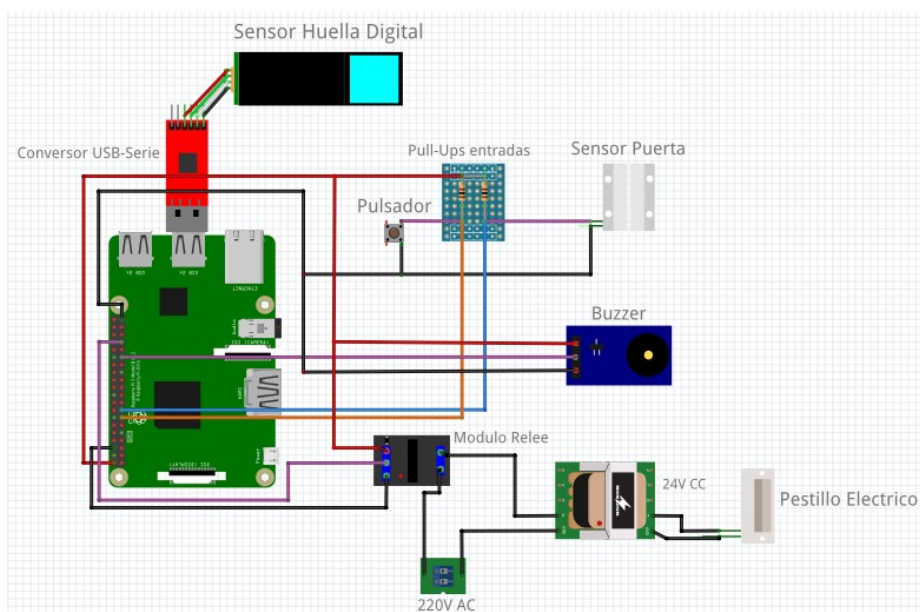 Sensor Huella Digital
Conversor USB-Serie
Pull-Ups entradas
Sensor Puerta
Pulsador
Buzzer
Modulo Relee
24V CC
Pestillo Electrico
220V AC